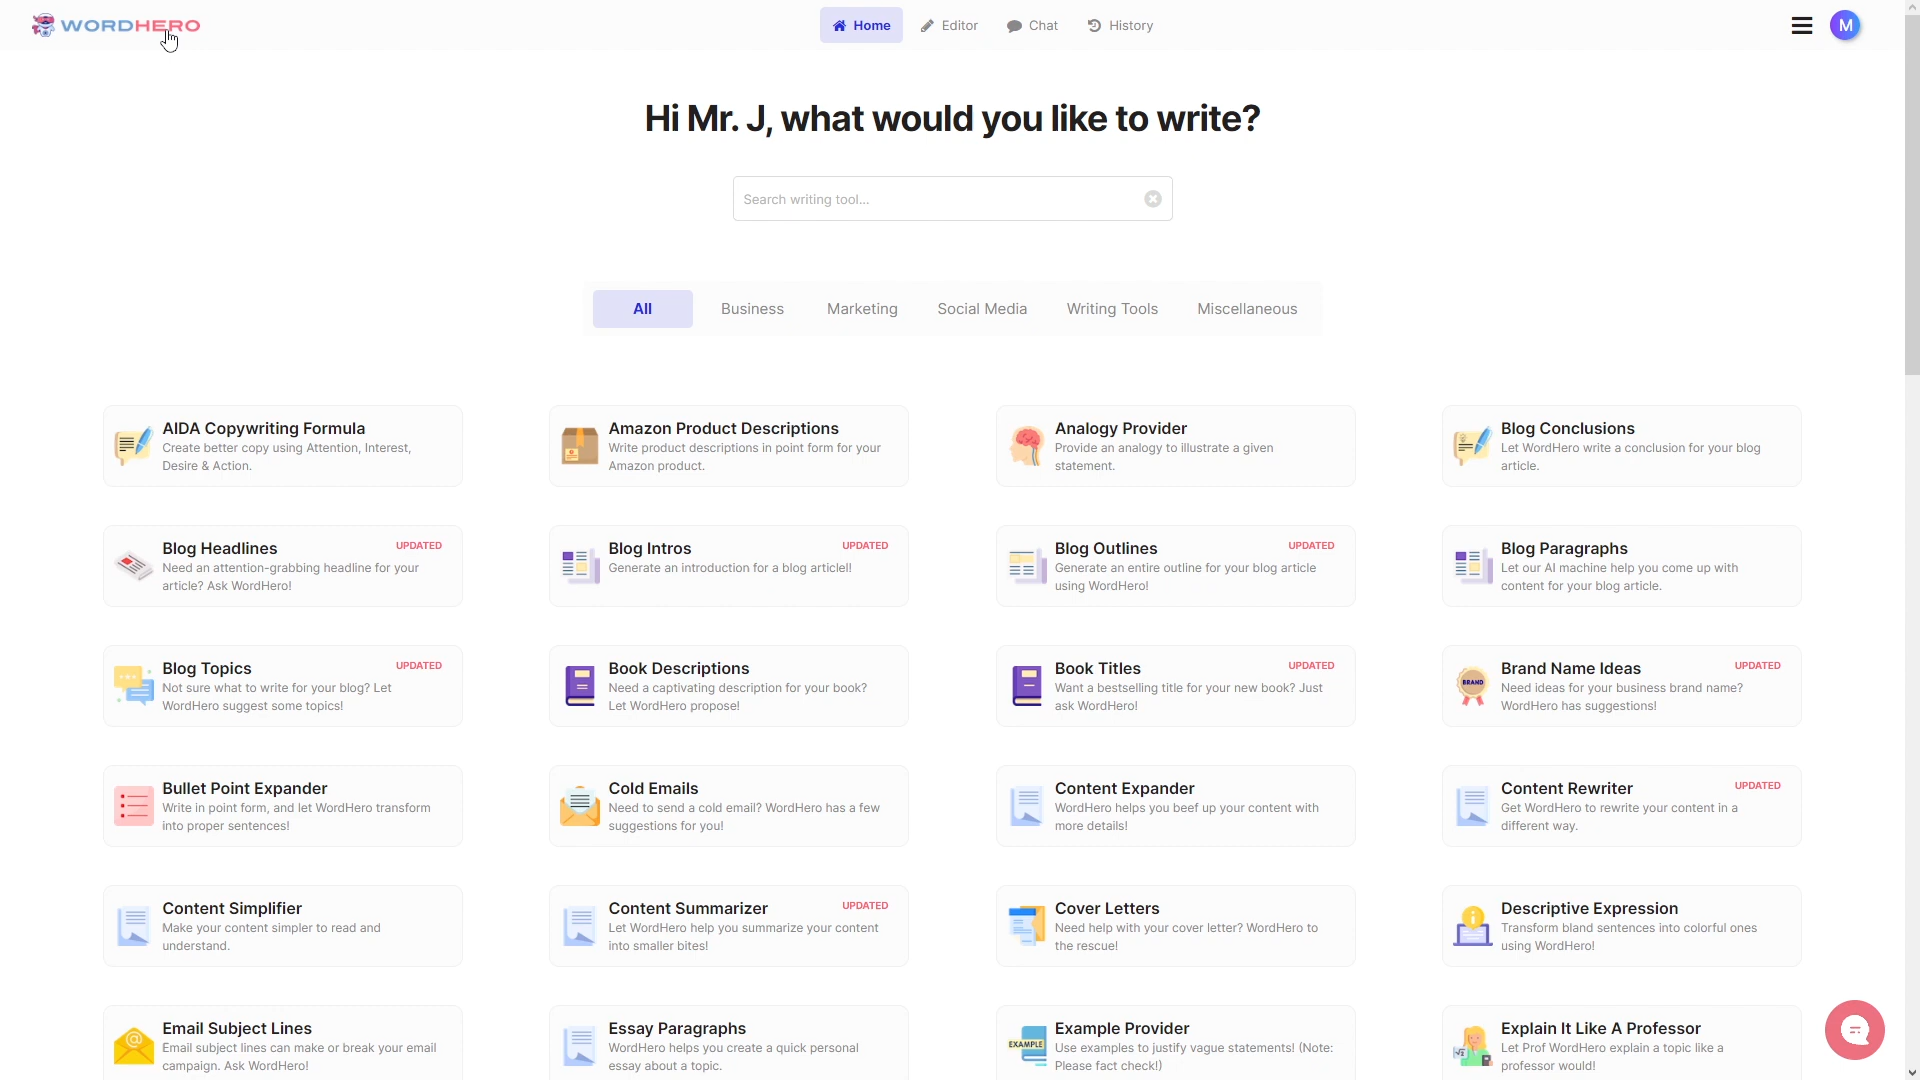 WORDHERO
Home
Editor
Chat
History
M
Hi Mr. J, what would you like to write?
Search writing tool...
All
Business
Marketing
Social Media
Writing Tools
Miscellaneous
AIDA Copywriting Formula
Create better copy using Attention, Interest,
Desire & Action.
Amazon Product Descriptions
Write product descriptions in point form for your
Amazon product.
Analogy Provider
Provide an analogy to illustrate a given
statement.
Blog Conclusions
Let WordHero write a conclusion for your blog
article.
Blog Headlines
UPDATED
Need an attention-grabbing headline for your
article? Ask WordHero!
Blog Intros
UPDATED
Generate an introduction for a blog articlel!
Blog Outlines
UPDATED
Generate an entire outline for your blog article
using WordHero!
Blog Paragraphs
Let our AI machine help you come up with
content for your blog article.
Blog Topics
UPDATED
Not sure what to write for your blog? Let
WordHero suggest some topics!
Book Descriptions
Need a captivating description for your book?
Let WordHero propose!
Book Titles
UPDATED
Want a bestselling title for your new book? Just
ask WordHero!
BRAND
Brand Name Ideas
UPDATED
Need ideas for your business brand name?
WordHero has suggestions!
Bullet Point Expander
Write in point form, and let WordHero transform
into proper sentences!
Cold Emails
Need to send a cold email? WordHero has a few
suggestions for you!
Content Expander
WordHero helps you beef up your content with
more details!
Content Rewriter
UPDATED
Get WordHero to rewrite your content in a
different way.
Content Simplifier
Make your content simpler to read and
understand.
Content Summarizer
UPDATED
Let WordHero help you summarize your content
into smaller bites!
Cover Letters
Need help with your cover letter? WordHero to
the rescue!
Descriptive Expression
Transform bland sentences into colorful ones
using WordHero!
Email Subject Lines
Email subject lines can make or break your email
campaign. Ask WordHero!
Essay Paragraphs
WordHero helps you create a quick personal
essay about a topic.
EXAMPLE
Example Provider
Use examples to justify vague statements! (Note:
Please fact check!)
Explain It Like A Professor
Let Prof WordHero explain a topic like a
professor would!